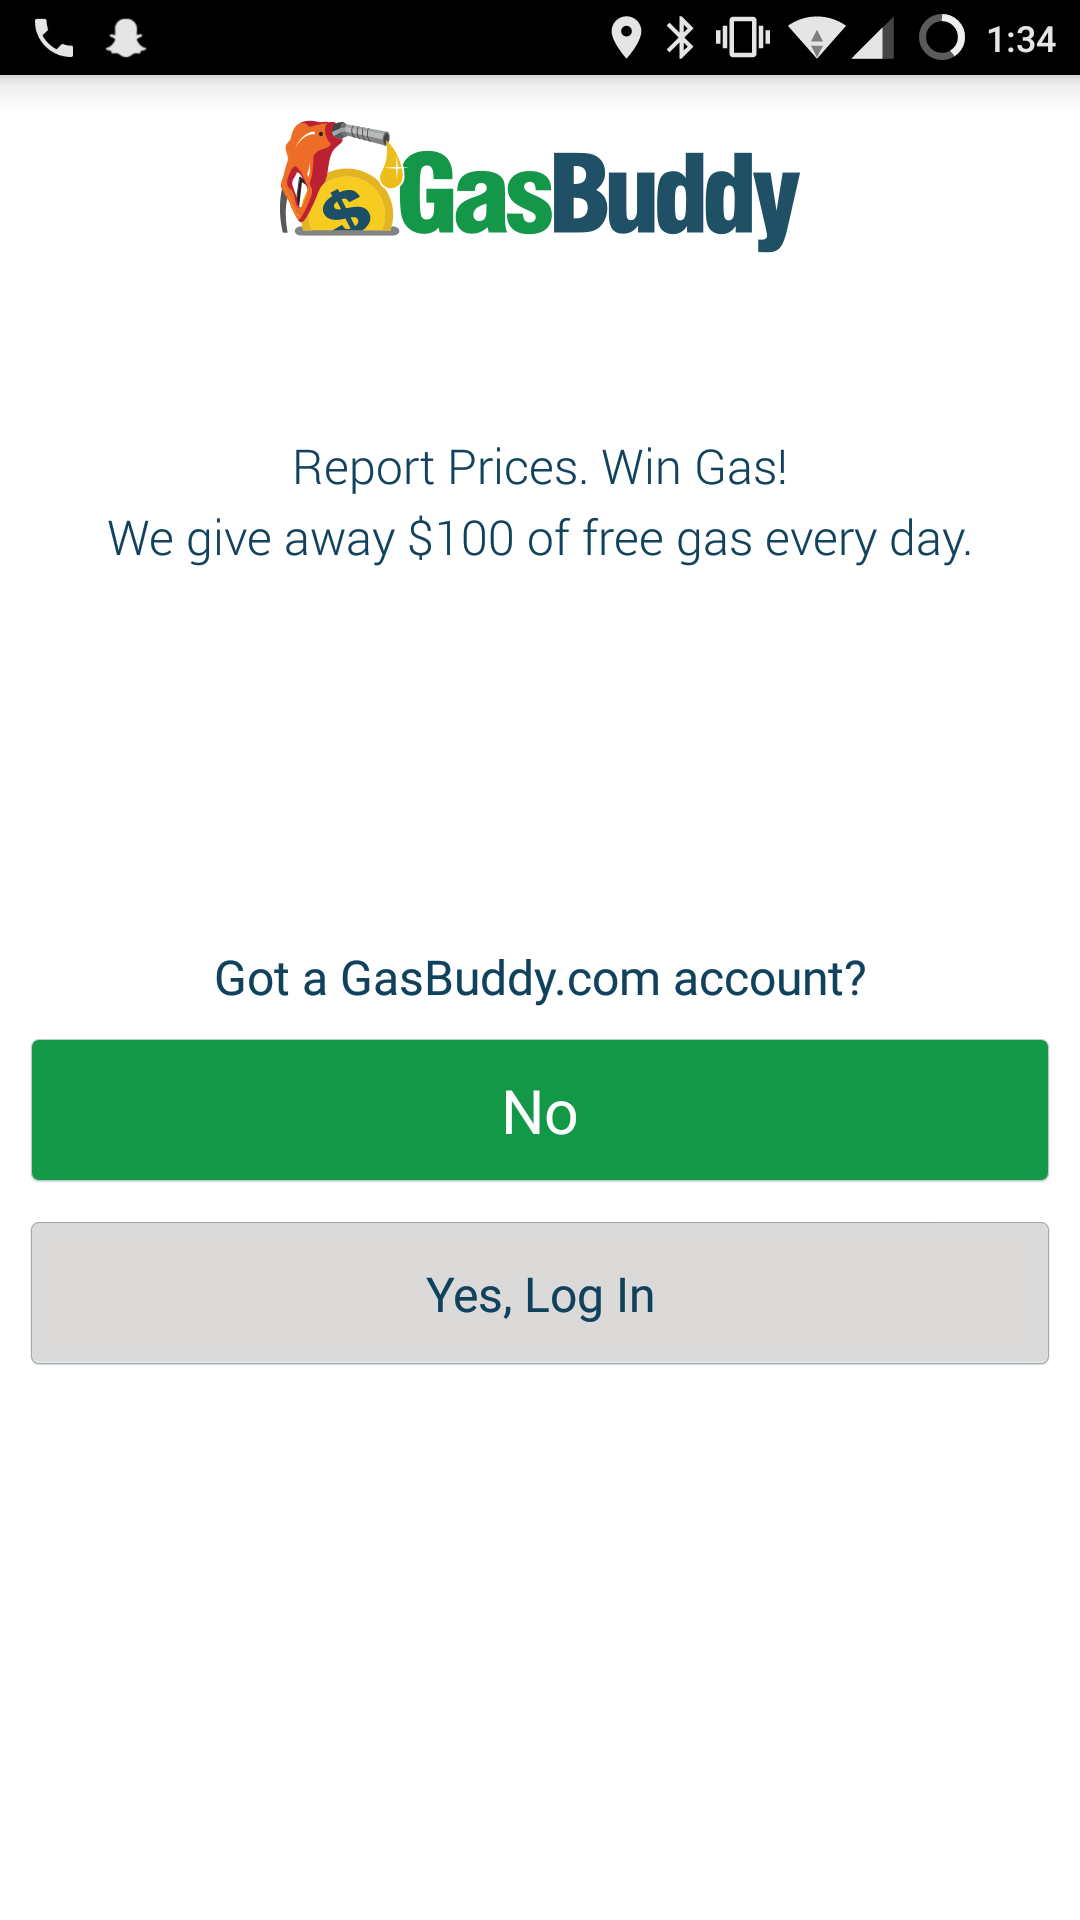 1:34
$
GasBuddy
Report Prices. Win Gas!
We give away $100 of free gas every day.
Got a GasBuddy.com account?
No
Yes, Log In